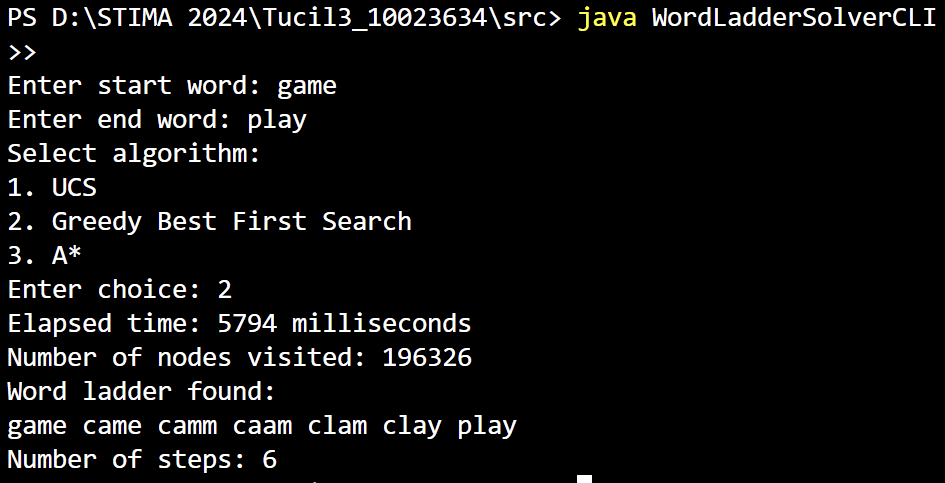 PS D:\STIMA 2024\Tucil3_10023634\src> java WordLadderSolverCLI
>>
Enter start word: game
Enter end word: play
Select algorithm:
1. UCS
2. Greedy Best First Search
3. A*
Enter choice: 2
Elapsed time: 5794 milliseconds
Number of nodes visited: 196326
Word ladder found:
game came camm caam clam clay play
Number of steps: 6